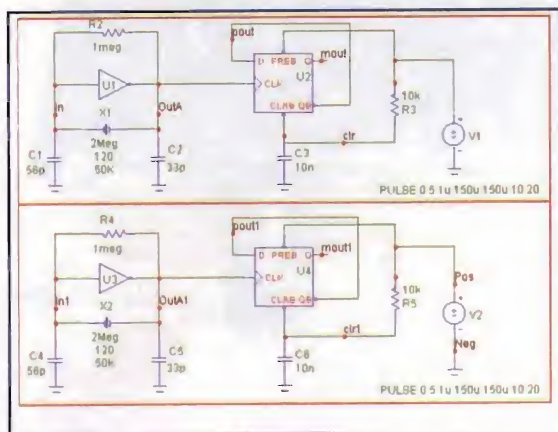 R2
1meg
pout
mout
D PREB Q
U2
U1
CLK
In
OutA
CLRB QB
X1
10k
R3
2Meg
120
50K
C1
56p
C2
33p
C3
10n
clr
V1
PULSE 0 5 1u 150u 150u 10 20
R4
1meg
pout1
mout1
D PREB Q
U4
U3
CLK
In1
OutA1
CLRB QB
X2
10k
R5
Pos
V2
2Meg
120
50K
C4
56p
C5
33p
C6
10n
clr1
Neg
PULSE 0 5 1u 150u 150u 10 20